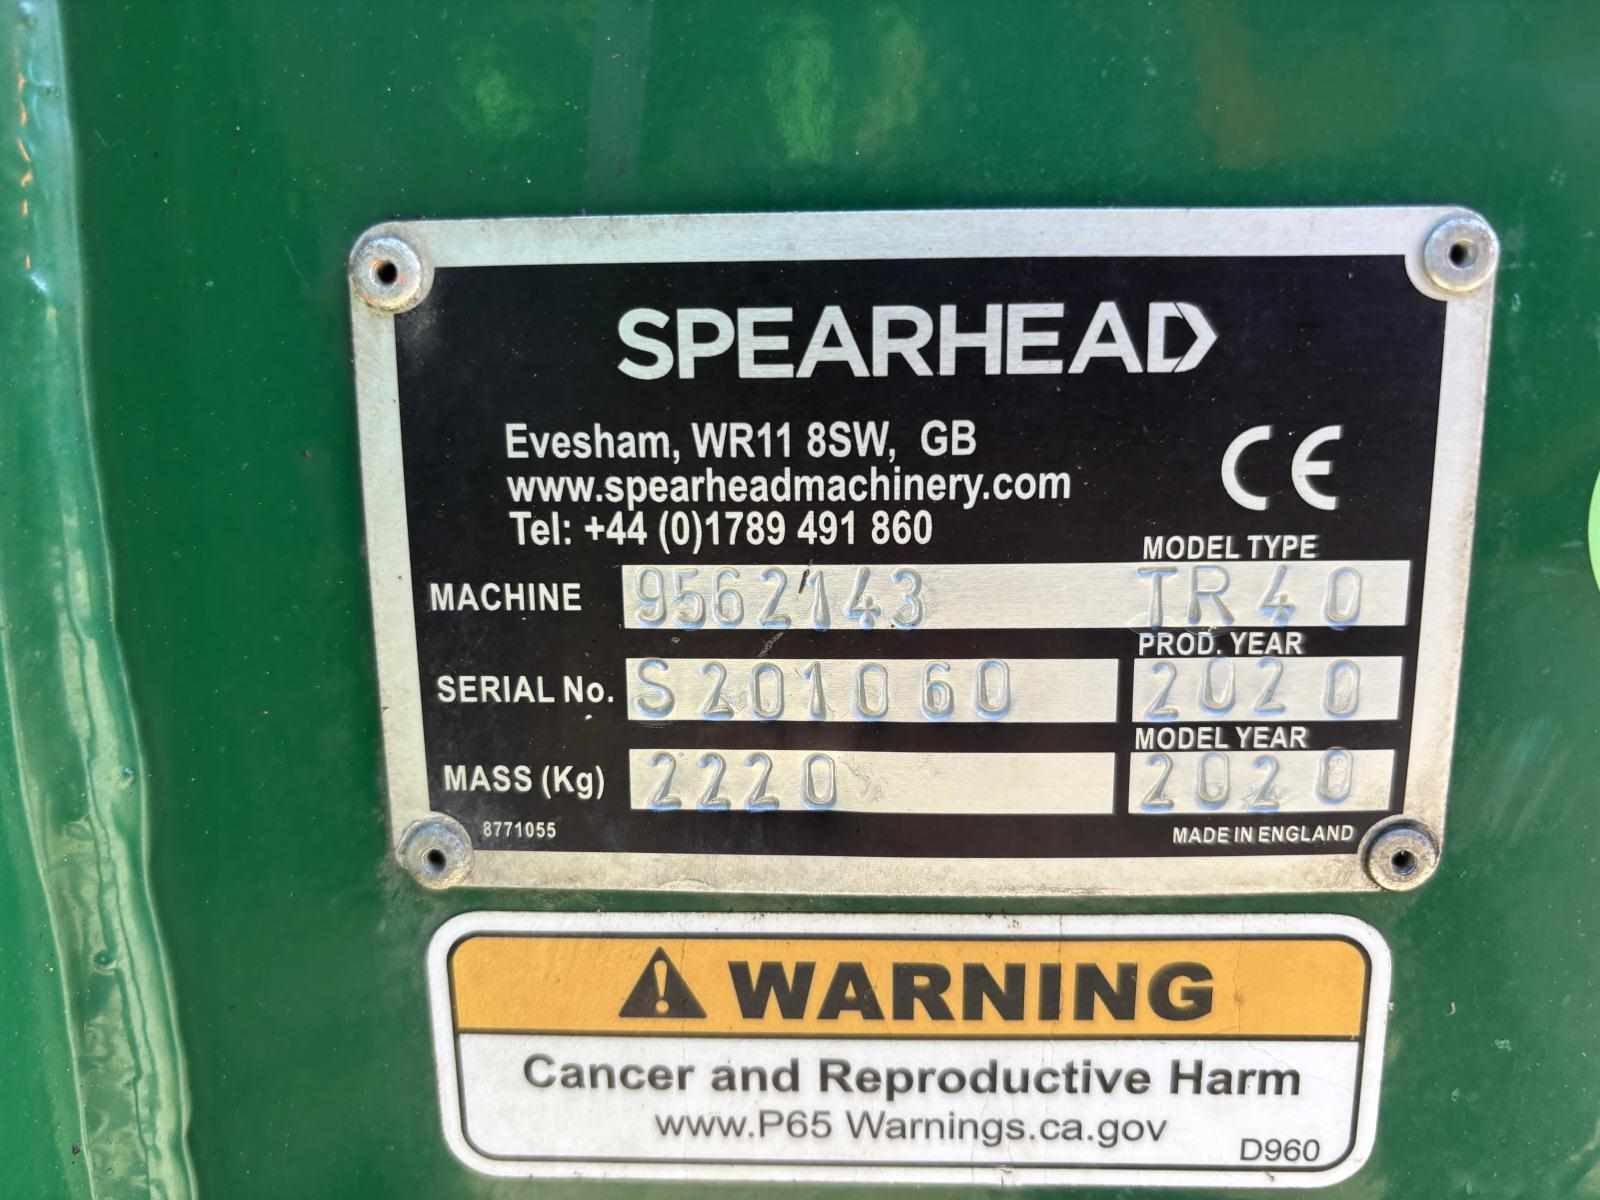 SPEARHEAD
Evesham, WR11 8SW, GB
www.spearheadmachinery.com
Tel: +44 (0)1789 491 860
CE
MODEL TYPE
MACHINE 9562143 TR40
PROD. YEAR
SERIAL No. S201060 2020
MODEL YEAR
MASS (Kg) 2220 2020
8771055 MADE IN ENGLAND
WARNING
Cancer and Reproductive Harm
www.P65 Warnings.ca.gov
D960